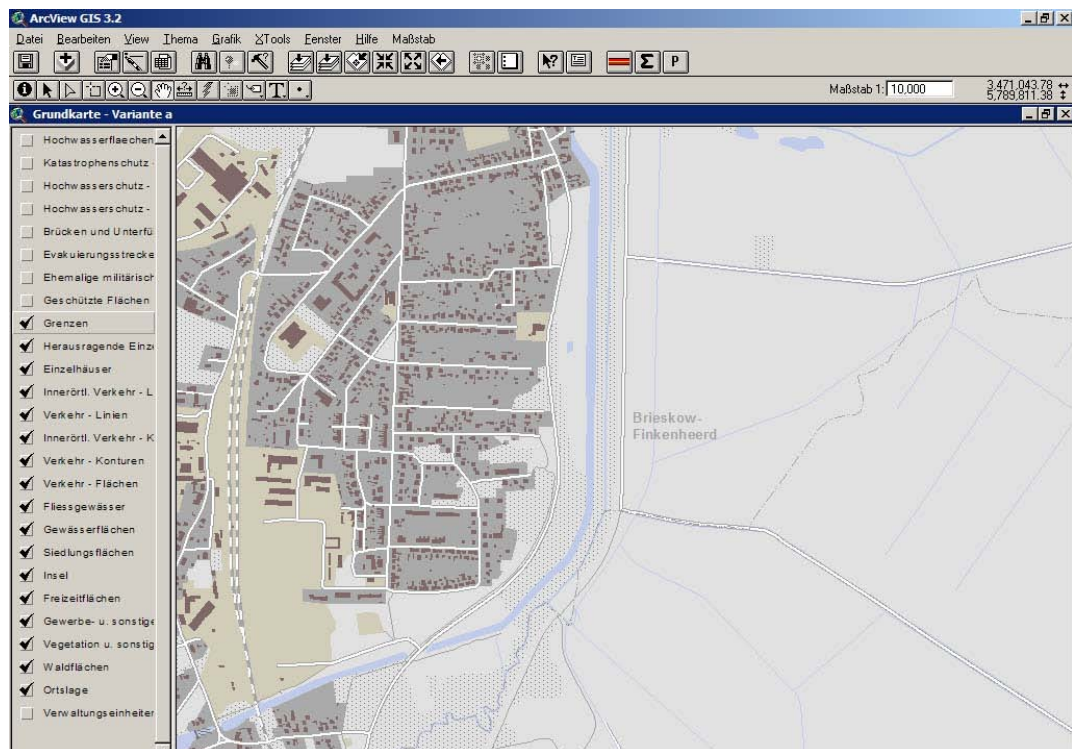 ArcView GIS 3.2
Datei Bearbeiten View Thema Grafik XTools Fenster Hilfe Maßstab
Σ P
T
Maßstab 1: 10,000
3,471,043.78
5,789,811.38
Grundkarte - Variante a
Hochwasserflaechen
Katastrophenschutz -
Hochwasserschutz -
Hochwasserschutz -
Brücken und Unterfü
Evakuierungsstrecke
Ehemalige militärisch
Geschützte Flächen
Grenzen
Herausragende Einze
Einzelhäuser
Innerörtl. Verkehr - L
Verkehr - Linien
Innerörtl. Verkehr - K
Verkehr - Konturen
Verkehr - Flächen
Fliessgewässer
Gewässerflächen
Siedlungsflächen
Insel
Freizeitflächen
Gewerbe- u. sonstige
Vegetation u. sonstig
Waldflächen
Ortslage
Verwaltungseinheiten
Brieskow-
Finkenheerd